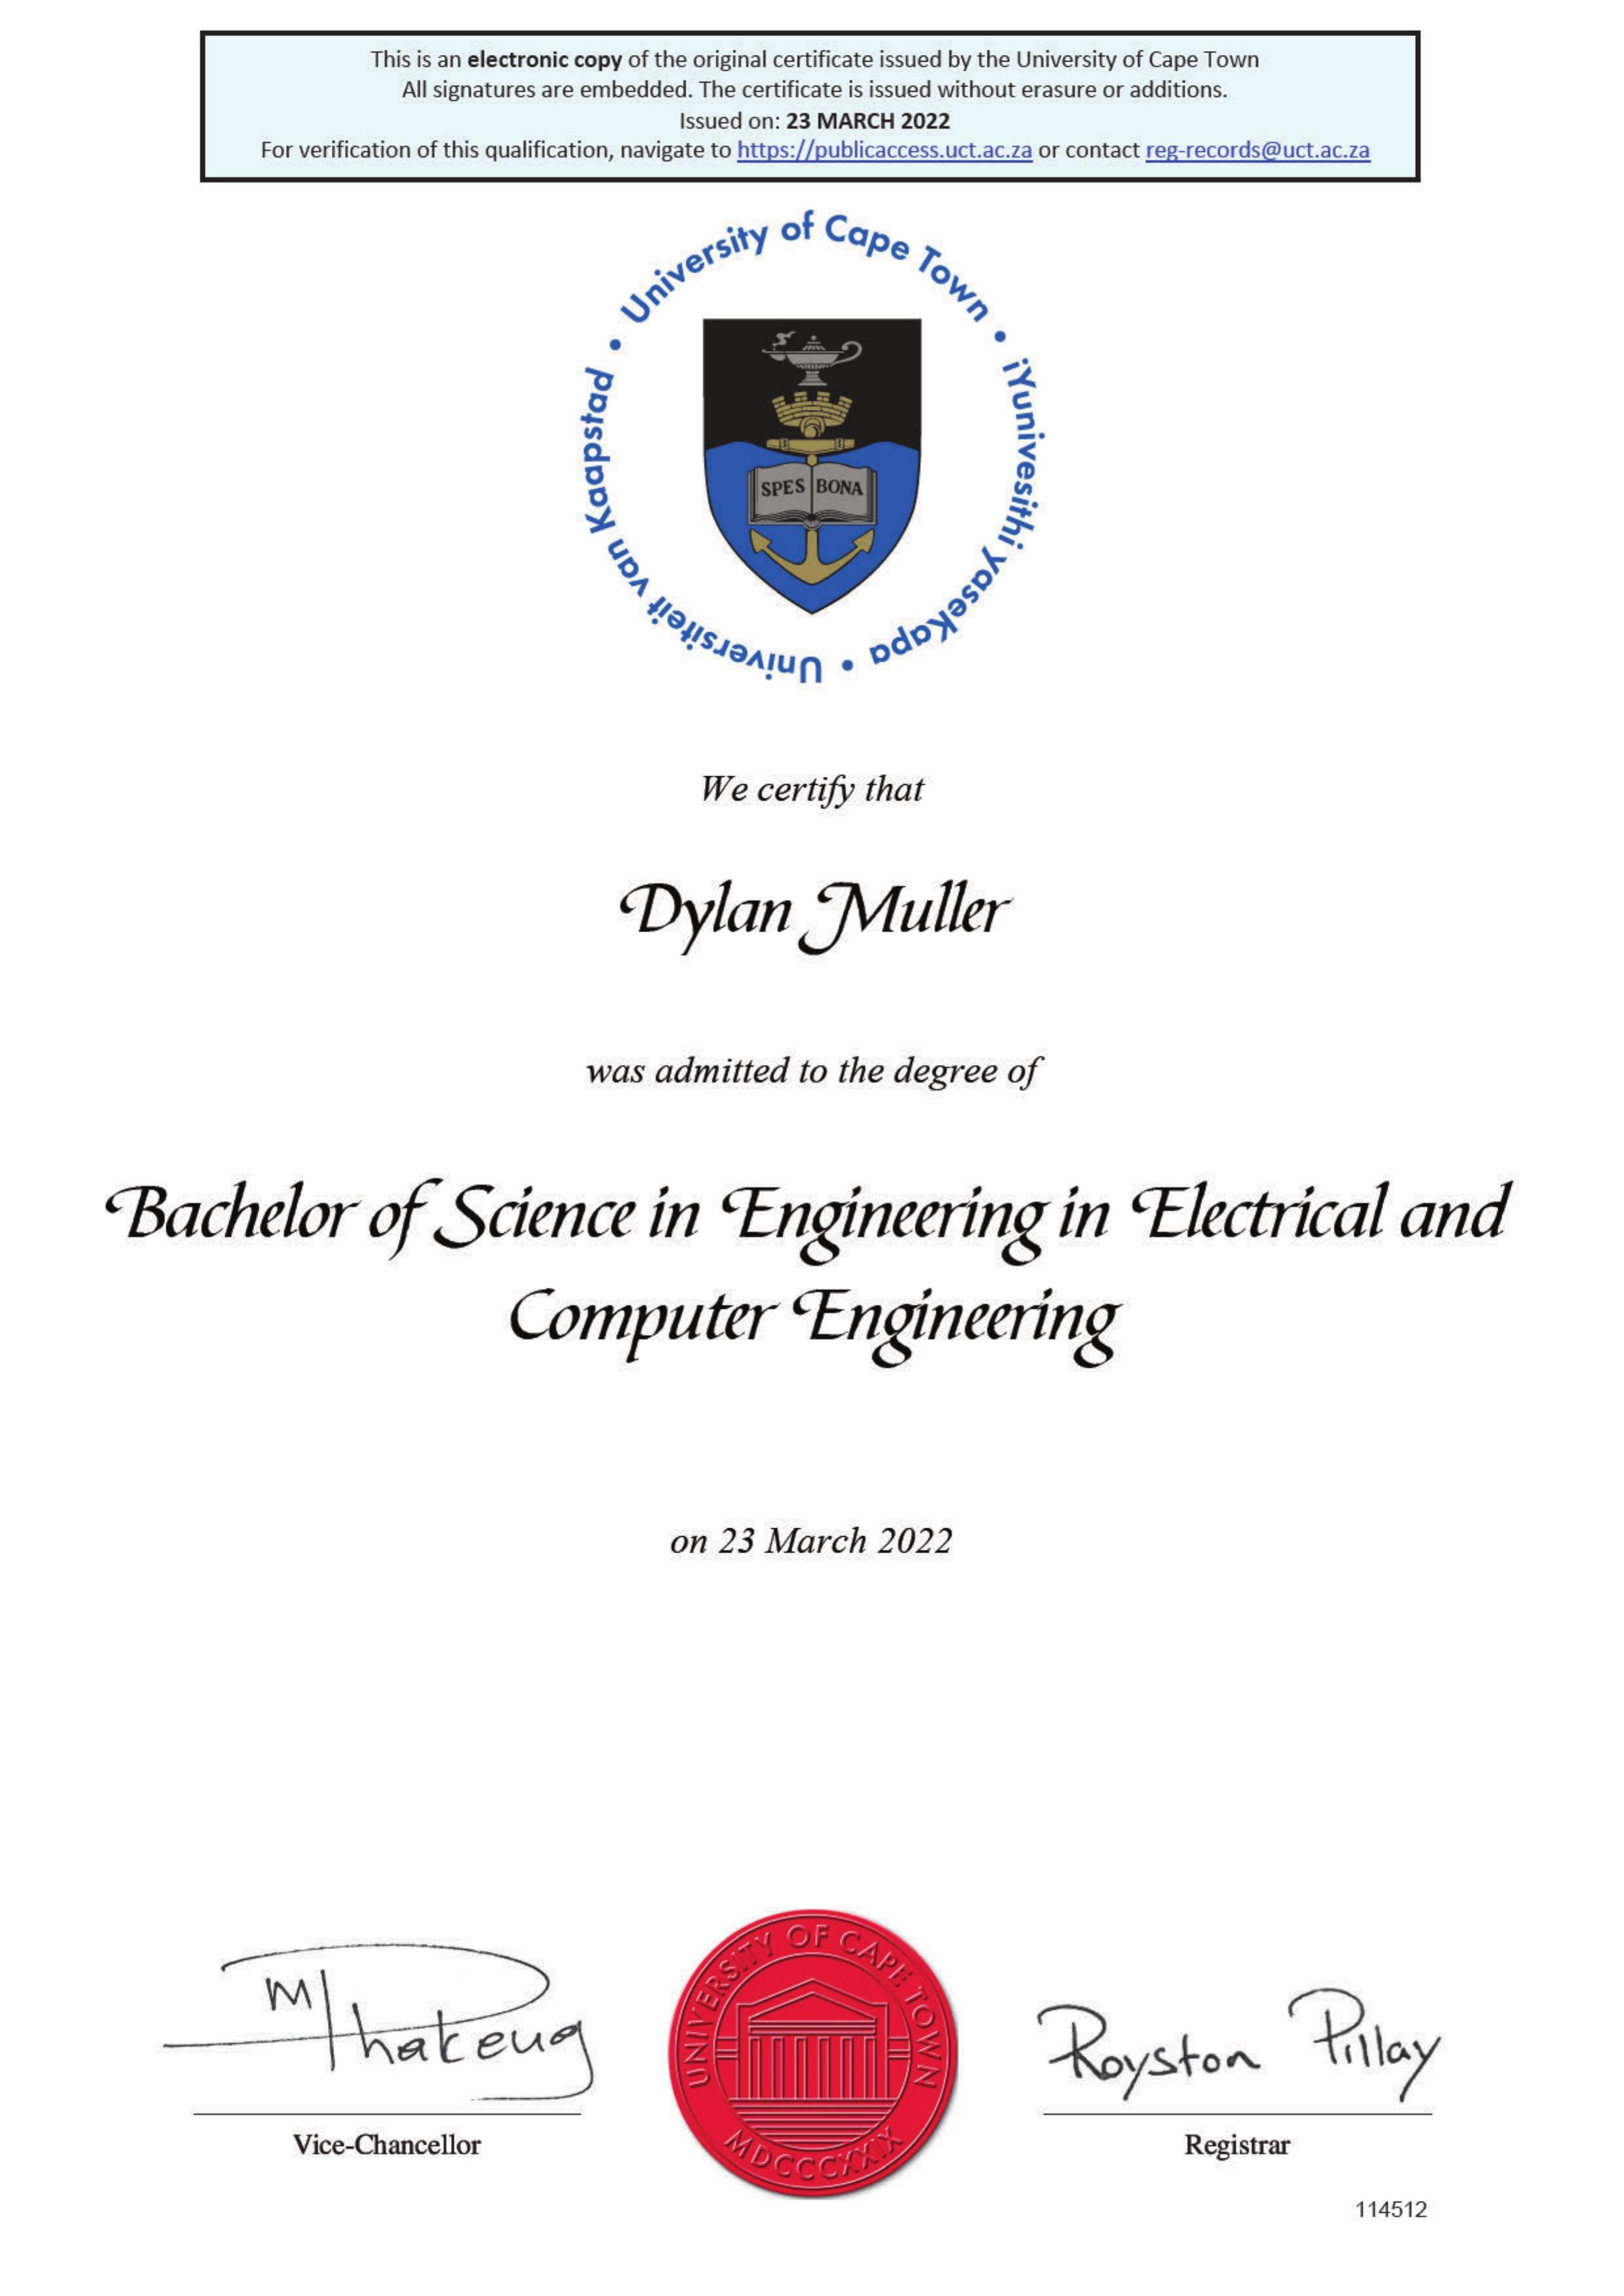 This is an electronic copy of the original certificate issued by the University of Cape Town
All signatures are embedded. The certificate is issued without erasure or additions.
Issued on: 23 MARCH 2022
For verification of this qualification, navigate to https://publicaccess.uct.ac.za or contact reg-records@uct.ac.za
University of Cape Town • iYunivesithi yaseKapa • Universiteit van Kaapstad •
SPES BONA
We certify that
Dylan Muller
was admitted to the degree of
Bachelor of Science in Engineering in Electrical and
Computer Engineering
on 23 March 2022
M Phakeng
Royston Pillay
UNIVERSITY OF CAPE TOWN
MDCCCXXIX
Vice-Chancellor
Registrar
114512